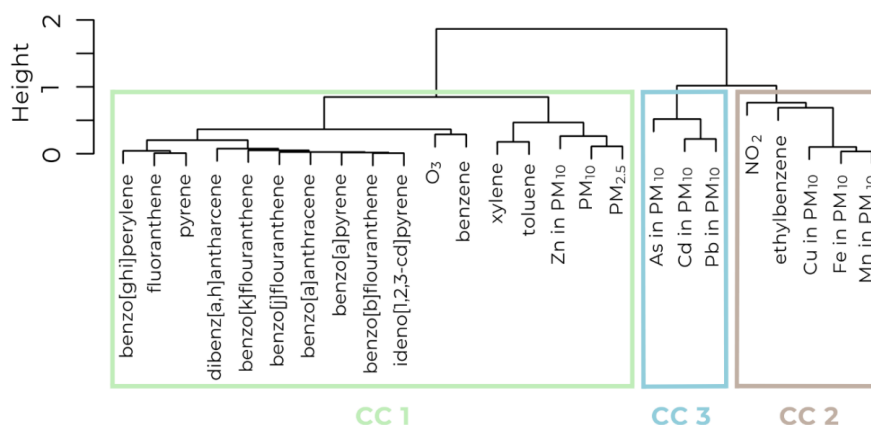 Height
2
1
0
benzo[ghi]perylene
fluoranthene
pyrene
dibenz[a,h]antharcene
benzo[k]flouranthene
benzo[j]flouranthene
benzo[a]anthracene
benzo[a]pyrene
benzo[b]flouranthene
ideno[1,2,3-cd]pyrene
O₃
benzene
xylene
toluene
Zn in PM₁₀
PM₁₀
PM₂.₅
As in PM₁₀
Cd in PM₁₀
Pb in PM₁₀
NO₂
ethylbenzene
Cu in PM₁₀
Fe in PM₁₀
Mn in PM₁₀
CC 1
CC 3
CC 2